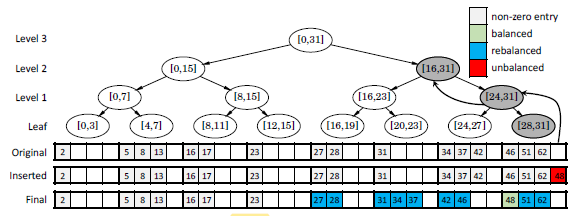 non-zero entry
balanced
rebalanced
unbalanced
Level 3
[0,31]
Level 2
[0,15]
[16,31]
Level 1
[0,7]
[8,15]
[16,23]
[24,31]
Leaf
[0,3]
[4,7]
[8,11]
[12,15]
[16,19]
[20,23]
[24,27]
[28,31]
Original 2 5 8 13 16 17 23 27 28 31 34 37 42 46 51 62
Inserted 2 5 8 13 16 17 23 27 28 31 34 37 42 46 51 62 48
Final 2 5 8 13 16 17 23 27 28 31 34 37 42 46 48 51 62